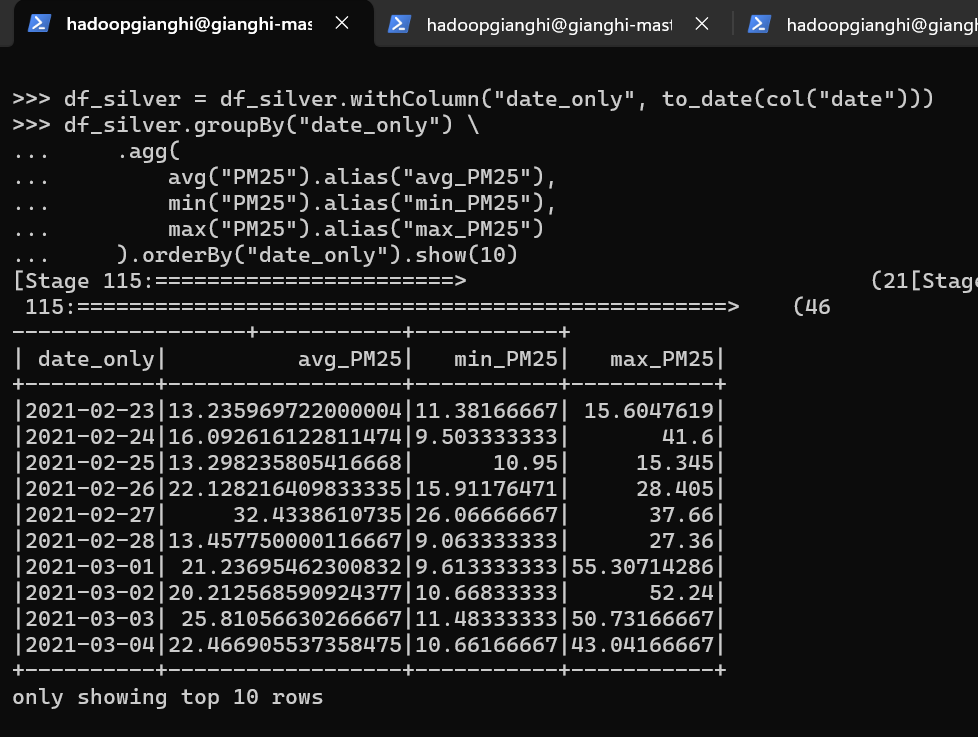 hadoopgianghi@gianghi-mas
hadoopgianghi@gianghi-mast
hadoopgianghi@giangh
>>> df_silver = df_silver.withColumn("date_only", to_date(col("date")))
>>> df_silver.groupBy("date_only") \
...     .agg(
...         avg("PM25").alias("avg_PM25"),
...         min("PM25").alias("min_PM25"),
...         max("PM25").alias("max_PM25")
...     ).orderBy("date_only").show(10)
[Stage 115:=======================>                               (21[Stage
 115:==================================================>    (46
------------------+-----------+-----------+
| date_only|          avg_PM25|   min_PM25|   max_PM25|
+----------+------------------+-----------+-----------+
|2021-02-23|13.235969722000004|11.38166667| 15.6047619|
|2021-02-24|16.092616122811474|9.503333333|       41.6|
|2021-02-25|13.298235805416668|      10.95|     15.345|
|2021-02-26|22.128216409833335|15.91176471|     28.405|
|2021-02-27|     32.4338610735|26.06666667|      37.66|
|2021-02-28|13.457750000116667|9.063333333|      27.36|
|2021-03-01| 21.23695462300832|9.613333333|55.30714286|
|2021-03-02|20.212568590924377|10.66833333|      52.24|
|2021-03-03| 25.81056630266667|11.48333333|50.73166667|
|2021-03-04|22.466905537358475|10.66166667|43.04166667|
+----------+------------------+-----------+-----------+
only showing top 10 rows